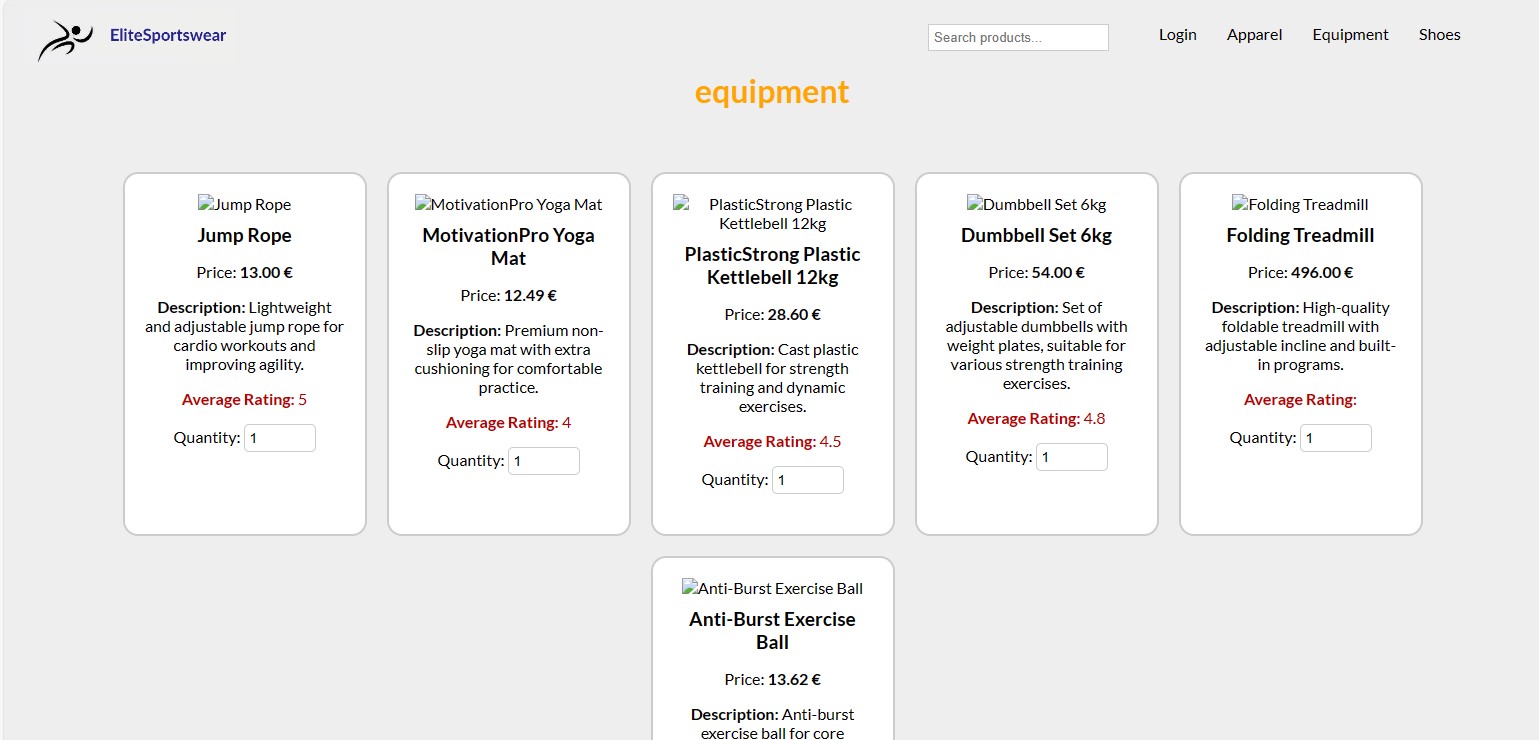 EliteSportswear
Search products...
Login
Apparel
Equipment
Shoes
equipment
Jump Rope
Jump Rope
Price: 13.00 €
Description: Lightweight
and adjustable jump rope for
cardio workouts and
improving agility.
Average Rating: 5
Quantity: 1
MotivationPro Yoga Mat
MotivationPro Yoga
Mat
Price: 12.49 €
Description: Premium non-
slip yoga mat with extra
cushioning for comfortable
practice.
Average Rating: 4
Quantity: 1
PlasticStrong Plastic
Kettlebell 12kg
PlasticStrong Plastic
Kettlebell 12kg
Price: 28.60 €
Description: Cast plastic
kettlebell for strength
training and dynamic
exercises.
Average Rating: 4.5
Quantity: 1
Dumbbell Set 6kg
Dumbbell Set 6kg
Price: 54.00 €
Description: Set of
adjustable dumbbells with
weight plates, suitable for
various strength training
exercises.
Average Rating: 4.8
Quantity: 1
Folding Treadmill
Folding Treadmill
Price: 496.00 €
Description: High-quality
foldable treadmill with
adjustable incline and built-
in programs.
Average Rating:
Quantity: 1
Anti-Burst Exercise Ball
Anti-Burst Exercise
Ball
Price: 13.62 €
Description: Anti-burst
exercise ball for core